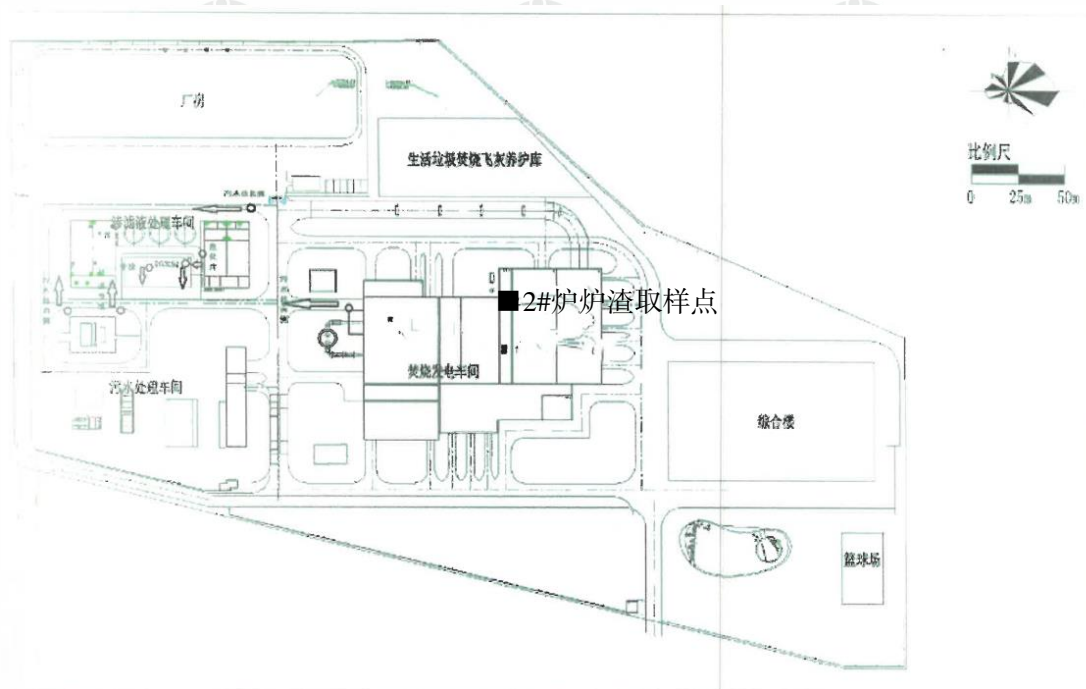 厂房
生活垃圾焚烧飞灰养护库
比例尺
0 25m 50m
渗滤液处理车间
■2#炉炉渣取样点
焚烧发电车间
污水处理车间
综合楼
篮球场